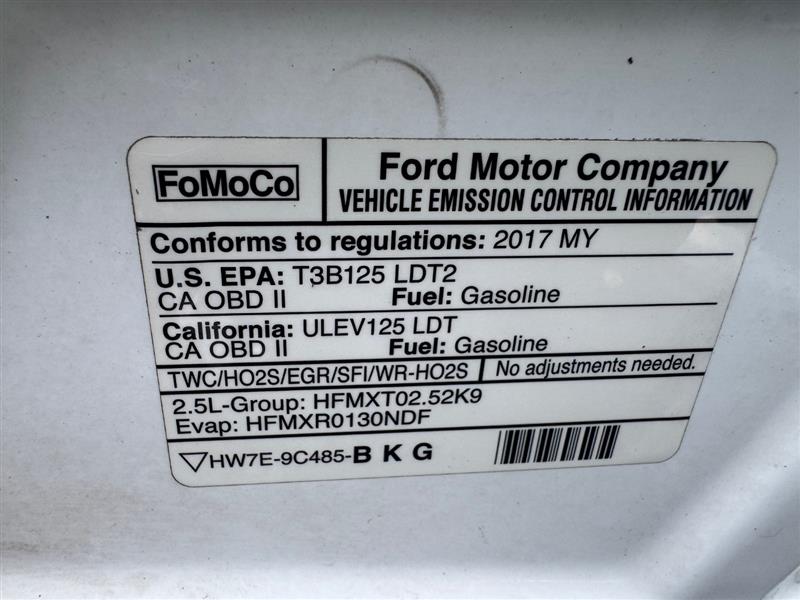 FoMoCo
Ford Motor Company
VEHICLE EMISSION CONTROL INFORMATION
Conforms to regulations: 2017 MY
U.S. EPA: T3B125 LDT2
CA OBD II Fuel: Gasoline
California: ULEV125 LDT
CA OBD II Fuel: Gasoline
TWC/HO2S/EGR/SFI/WR-HO2S No adjustments needed.
2.5L-Group: HFMXT02.52K9
Evap: HFMXR0130NDF
▽HW7E-9C485-B K G